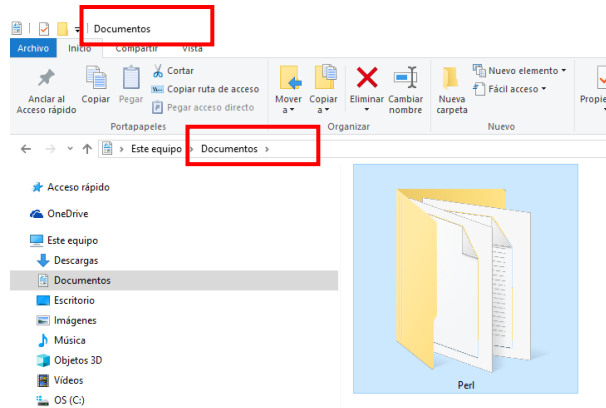 Documentos
Archivo Inicio Compartir Vista
Anclar al Acceso rápido
Copiar
Pegar
Cortar
Copiar ruta de acceso
Pegar acceso directo
Mover a
Copiar a
Eliminar
Cambiar nombre
Nueva carpeta
Nuevo elemento
Fácil acceso
Portapapeles Organizar Nuevo
Este equipo > Documentos >
Acceso rápido
OneDrive
Este equipo
Descargas
Documentos
Escritorio
Imágenes
Música
Objetos 3D
Vídeos
OS (C:)
Perl